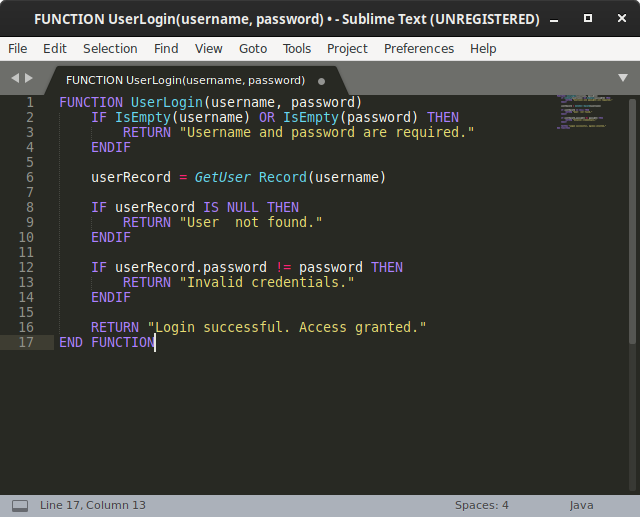 FUNCTION UserLogin(username, password) • - Sublime Text (UNREGISTERED)
File Edit Selection Find View Goto Tools Project Preferences Help
FUNCTION UserLogin(username, password)
1 FUNCTION UserLogin(username, password)
2 IF IsEmpty(username) OR IsEmpty(password) THEN
3 RETURN "Username and password are required."
4 ENDIF
5
6 userRecord = GetUser Record(username)
7
8 IF userRecord IS NULL THEN
9 RETURN "User  not found."
10 ENDIF
11
12 IF userRecord.password != password THEN
13 RETURN "Invalid credentials."
14 ENDIF
15
16 RETURN "Login successful. Access granted."
17 END FUNCTION
Line 17, Column 13 Spaces: 4 Java